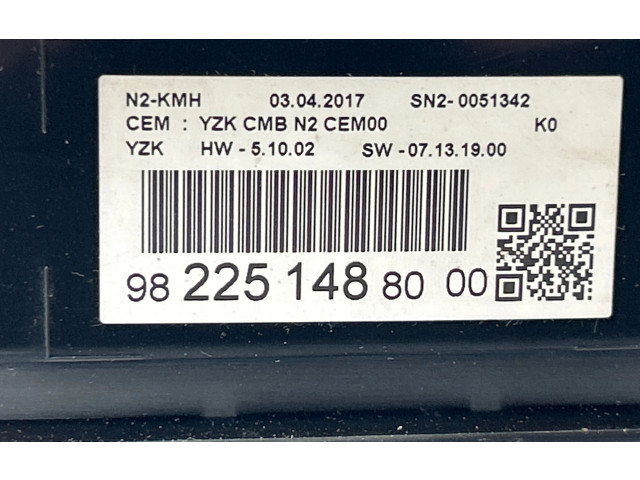 N2-KMH 03.04.2017 SN2- 0051342
CEM : YZK CMB N2 CEM00 K0
YZK HW - 5.10.02 SW - 07.13.19.00
98 225 148 80 00